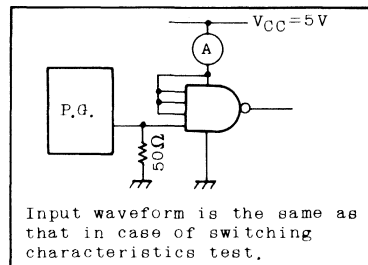 VCC=5V
A
P.G.
50Ω
Input waveform is the same as
that in case of switching
characteristics test.